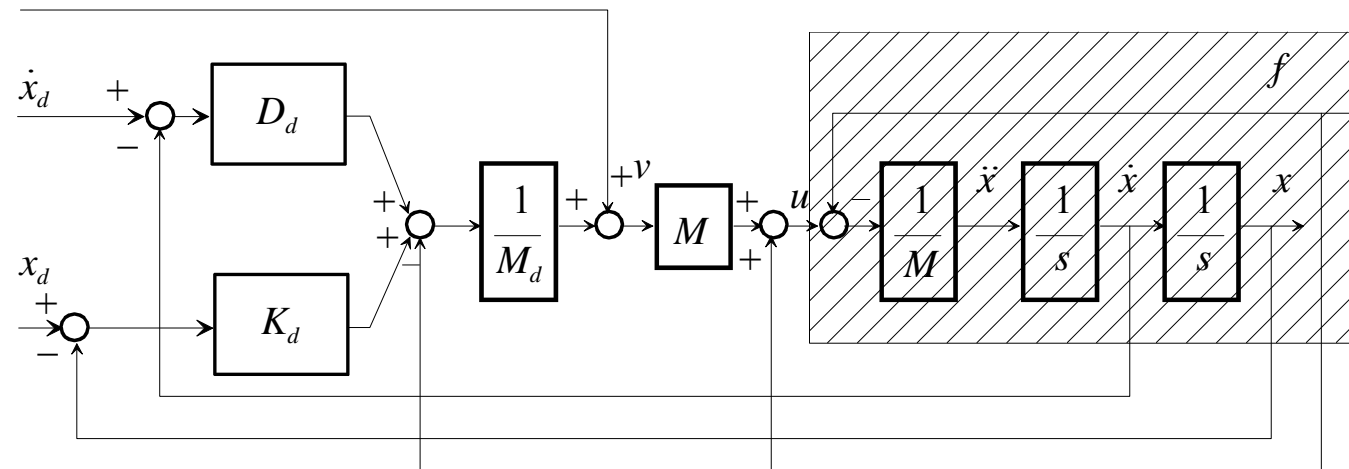 f
ẋ_d
+
−
D_d
+
+
−
1/M_d
+
+
v
M
+
+
u
−
1/M
ẍ
1/s
ẋ
1/s
x
x_d
+
−
K_d